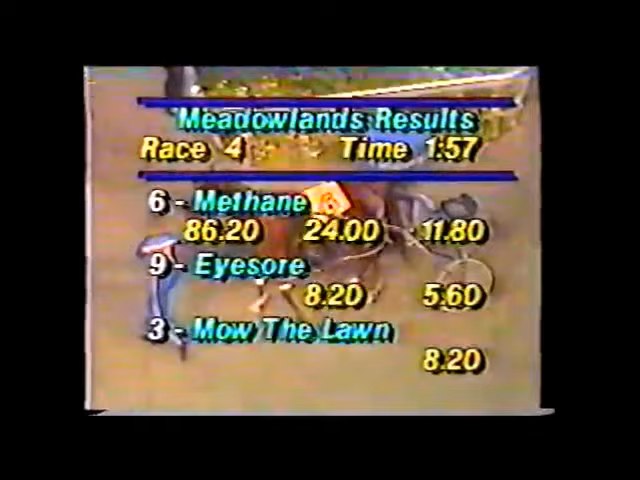 Meadowlands Results
Race 4 Time 1:57
6 - Methane 6
86.20 24.00 11.80
9 - Eyesore
8.20 5.60
3 - Mow The Lawn
8.20